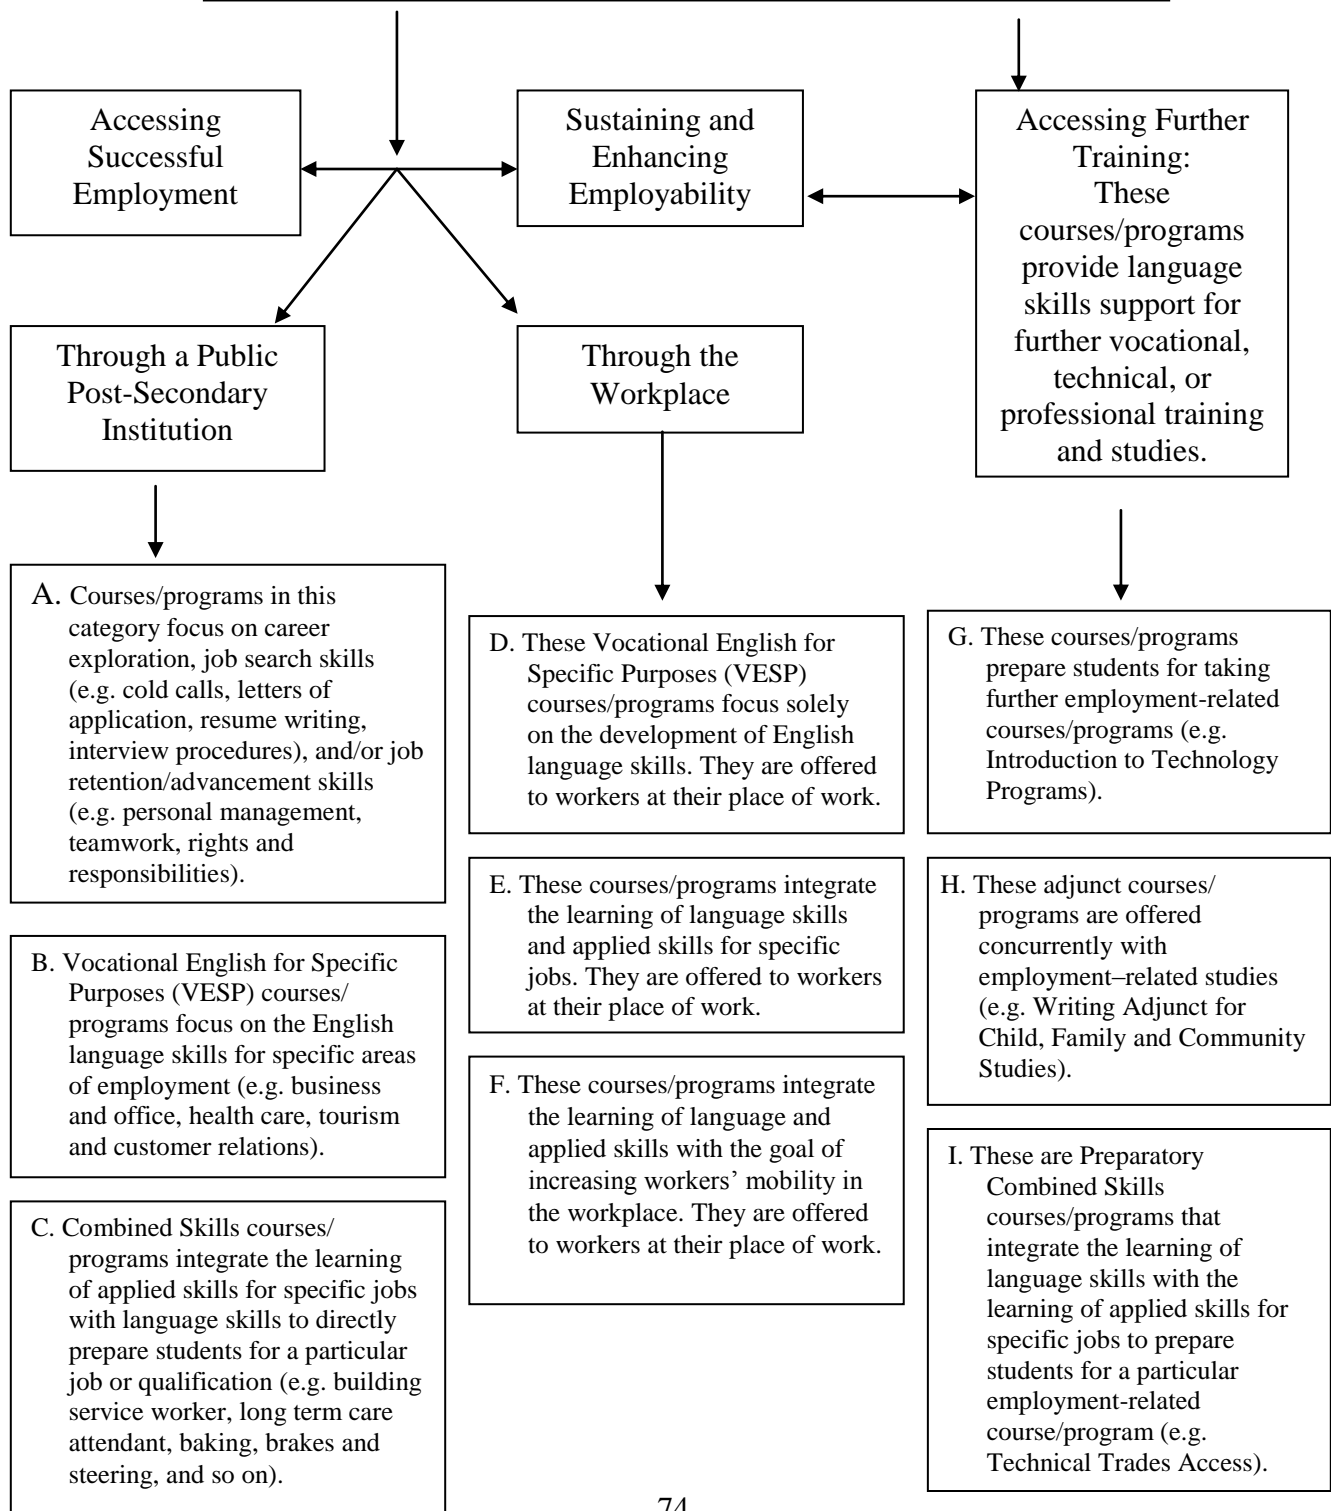 Accessing
Successful
Employment
Sustaining and
Enhancing
Employability
Accessing Further
Training:
These
courses/programs
provide language
skills support for
further vocational,
technical, or
professional training
and studies.
Through a Public
Post-Secondary
Institution
Through the
Workplace
A. Courses/programs in this
category focus on career
exploration, job search skills
(e.g. cold calls, letters of
application, resume writing,
interview procedures), and/or job
retention/advancement skills
(e.g. personal management,
teamwork, rights and
responsibilities).
B. Vocational English for Specific
Purposes (VESP) courses/
programs focus on the English
language skills for specific areas
of employment (e.g. business
and office, health care, tourism
and customer relations).
C. Combined Skills courses/
programs integrate the learning
of applied skills for specific jobs
with language skills to directly
prepare students for a particular
job or qualification (e.g. building
service worker, long term care
attendant, baking, brakes and
steering, and so on).
D. These Vocational English for
Specific Purposes (VESP)
courses/programs focus solely
on the development of English
language skills. They are offered
to workers at their place of work.
E. These courses/programs integrate
the learning of language skills
and applied skills for specific
jobs. They are offered to workers
at their place of work.
F. These courses/programs integrate
the learning of language and
applied skills with the goal of
increasing workers’ mobility in
the workplace. They are offered
to workers at their place of work.
G. These courses/programs
prepare students for taking
further employment-related
courses/programs (e.g.
Introduction to Technology
Programs).
H. These adjunct courses/
programs are offered
concurrently with
employment–related studies
(e.g. Writing Adjunct for
Child, Family and Community
Studies).
I. These are Preparatory
Combined Skills
courses/programs that
integrate the learning of
language skills with the
learning of applied skills for
specific jobs to prepare
students for a particular
employment-related
course/program (e.g.
Technical Trades Access).
74